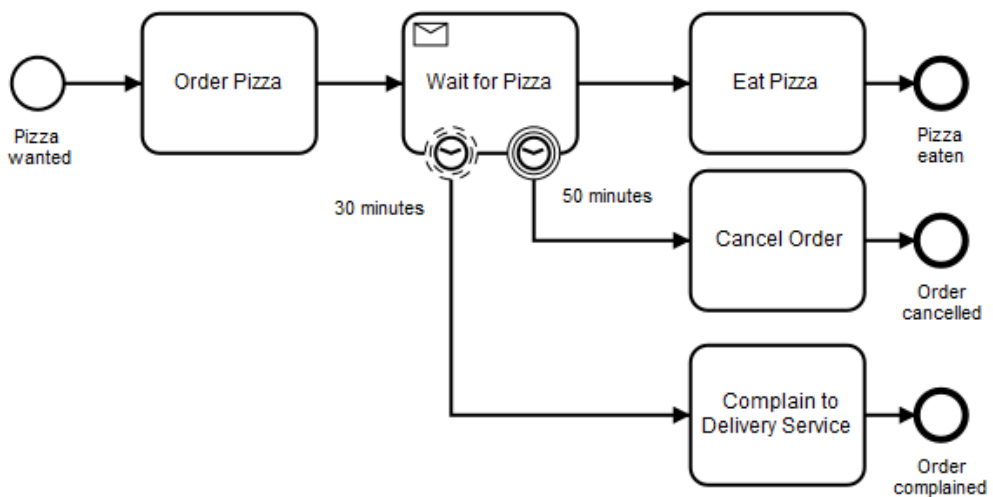 Order Pizza
Wait for Pizza
Eat Pizza
Pizza
wanted
Pizza
eaten
30 minutes
50 minutes
Cancel Order
Order
cancelled
Complain to
Delivery Service
Order
complained